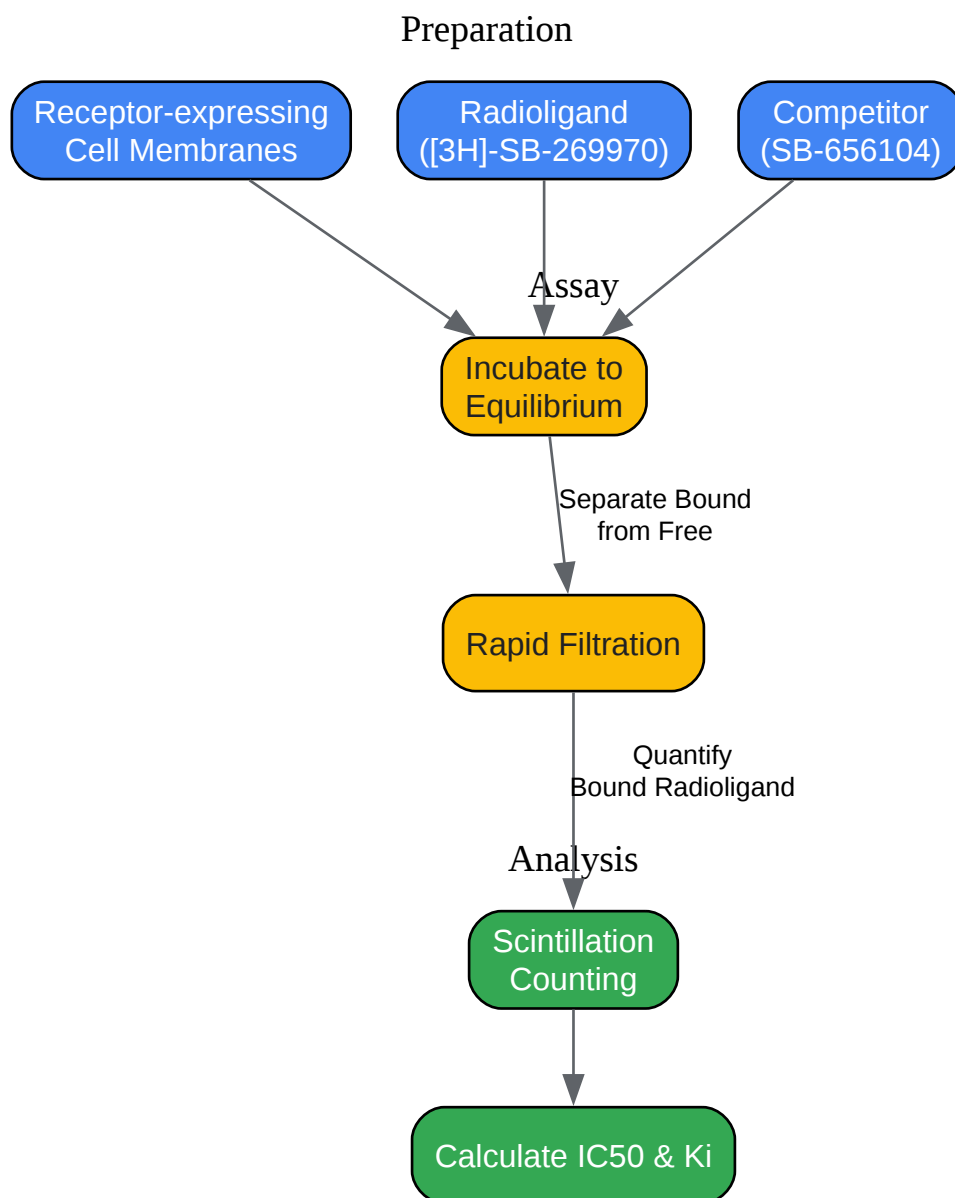 Preparation
Receptor-expressing
Cell Membranes
Radioligand
([3H]-SB-269970)
Competitor
(SB-656104)
Assay
Incubate to
Equilibrium
Separate Bound
from Free
Rapid Filtration
Quantify
Bound Radioligand
Analysis
Scintillation
Counting
Calculate IC50 & Ki